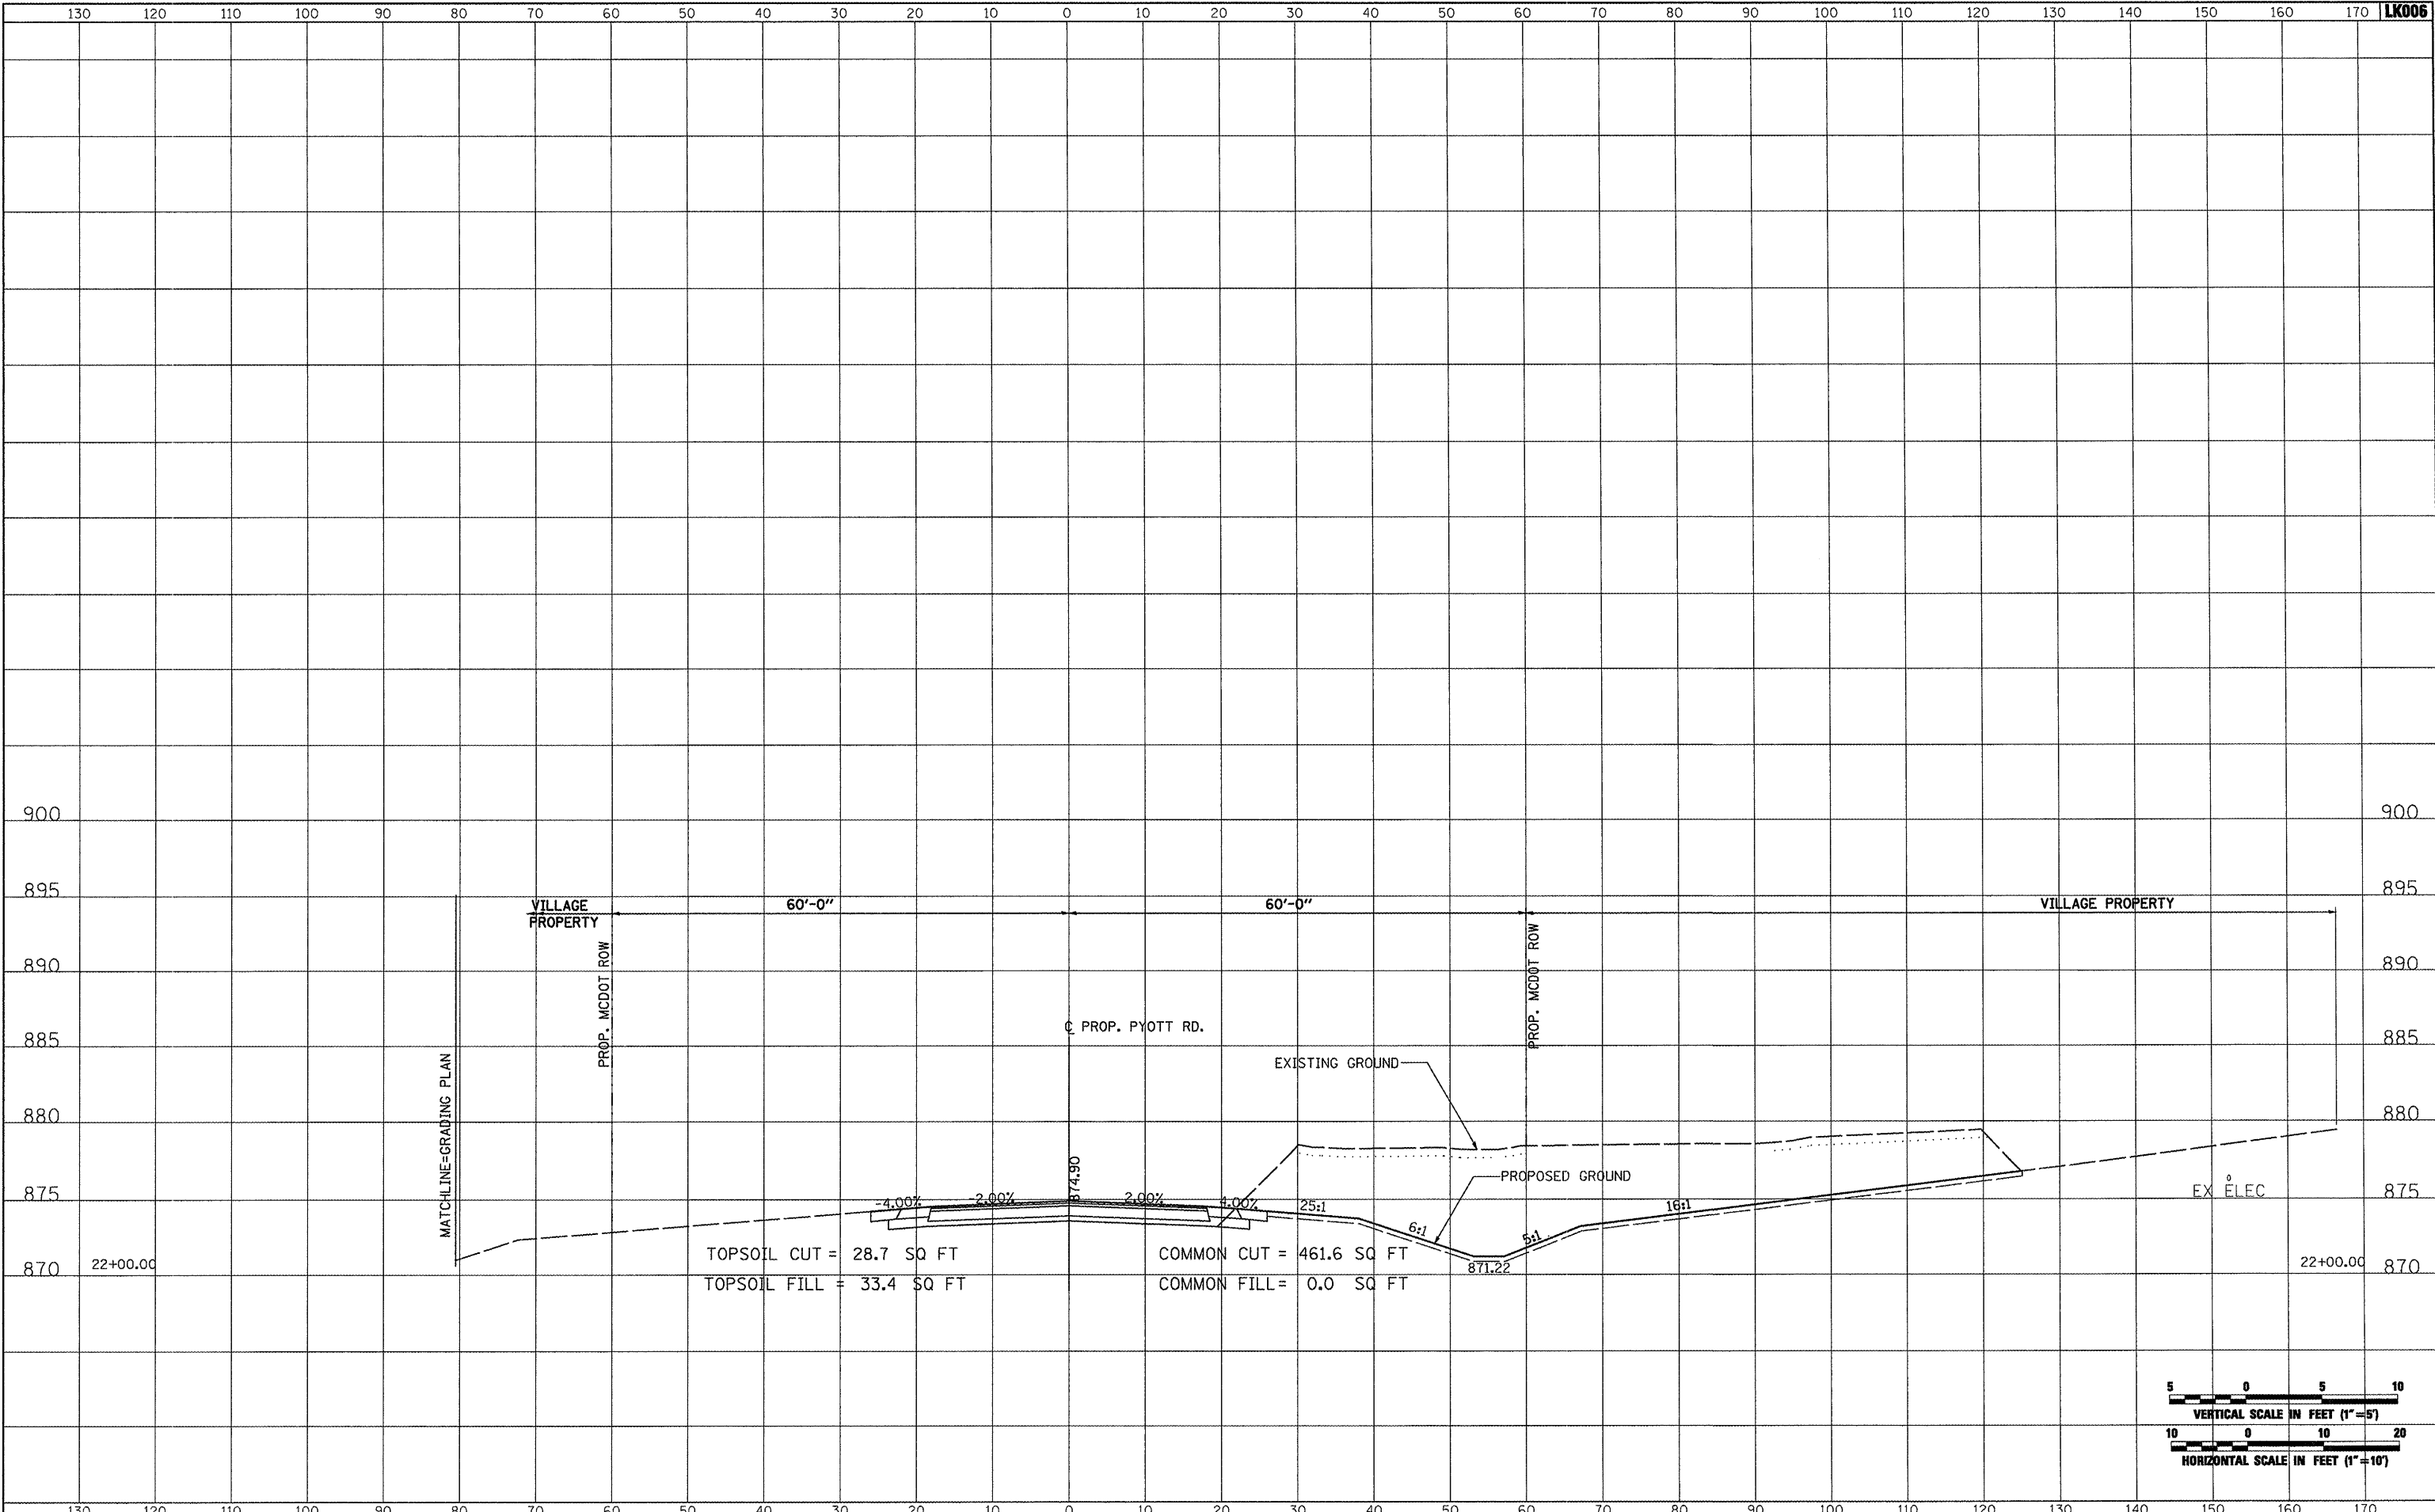 130 120 110 100 90 80 70 60 50 40 30 20 10 0 10 20 30 40 50 60 70 80 90 100 110 120 130 140 150 160 170 LK006
900 900
895 895
VILLAGE PROPERTY
60'-0"
60'-0"
VILLAGE PROPERTY
890 890
PROP. MCDOT ROW
PROP. MCDOT ROW
885 885
℄ PROP. PYOTT RD.
EXISTING GROUND
MATCHLINE=GRADING PLAN
880 880
874.90
PROPOSED GROUND
875 875
-4.00% -2.00% 2.00% 4.00% 25:1 6:1 5:1 16:1
EX ELEC
TOPSOIL CUT = 28.7 SQ FT
COMMON CUT = 461.6 SQ FT
870 22+00.00 871.22 22+00.00 870
TOPSOIL FILL = 33.4 SQ FT
COMMON FILL= 0.0 SQ FT
5 0 5 10
VERTICAL SCALE IN FEET (1"=5')
10 0 10 20
HORIZONTAL SCALE IN FEET (1"=10')
130 120 110 100 90 80 70 60 50 40 30 20 10 0 10 20 30 40 50 60 70 80 90 100 110 120 130 140 150 160 170